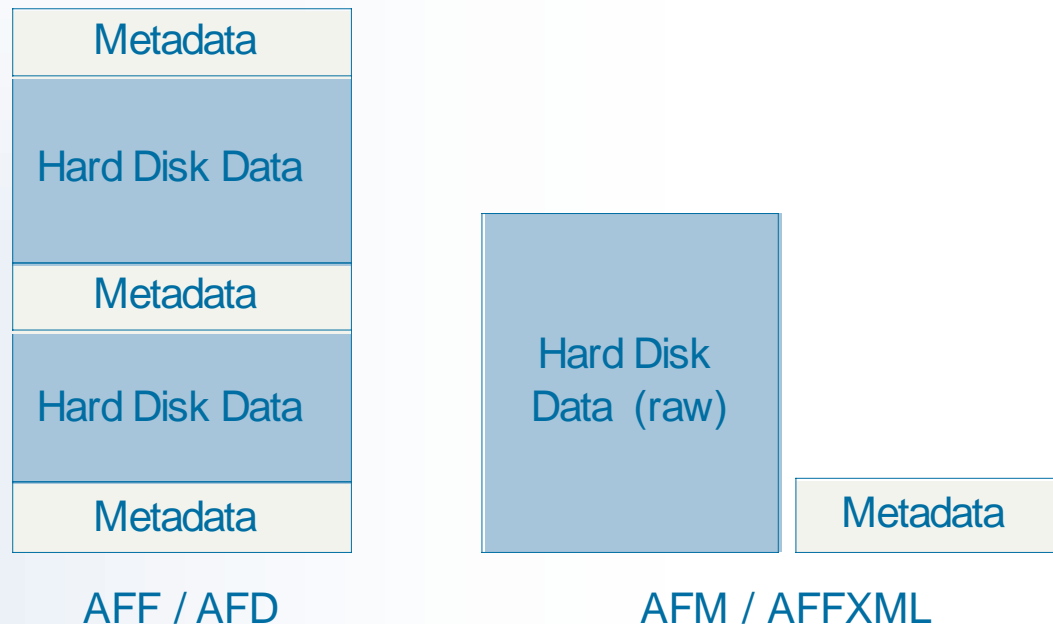 Metadata
Hard Disk Data
Metadata
Hard Disk Data
Metadata
AFF / AFD
Hard Disk
Data (raw)
Metadata
AFM / AFFXML